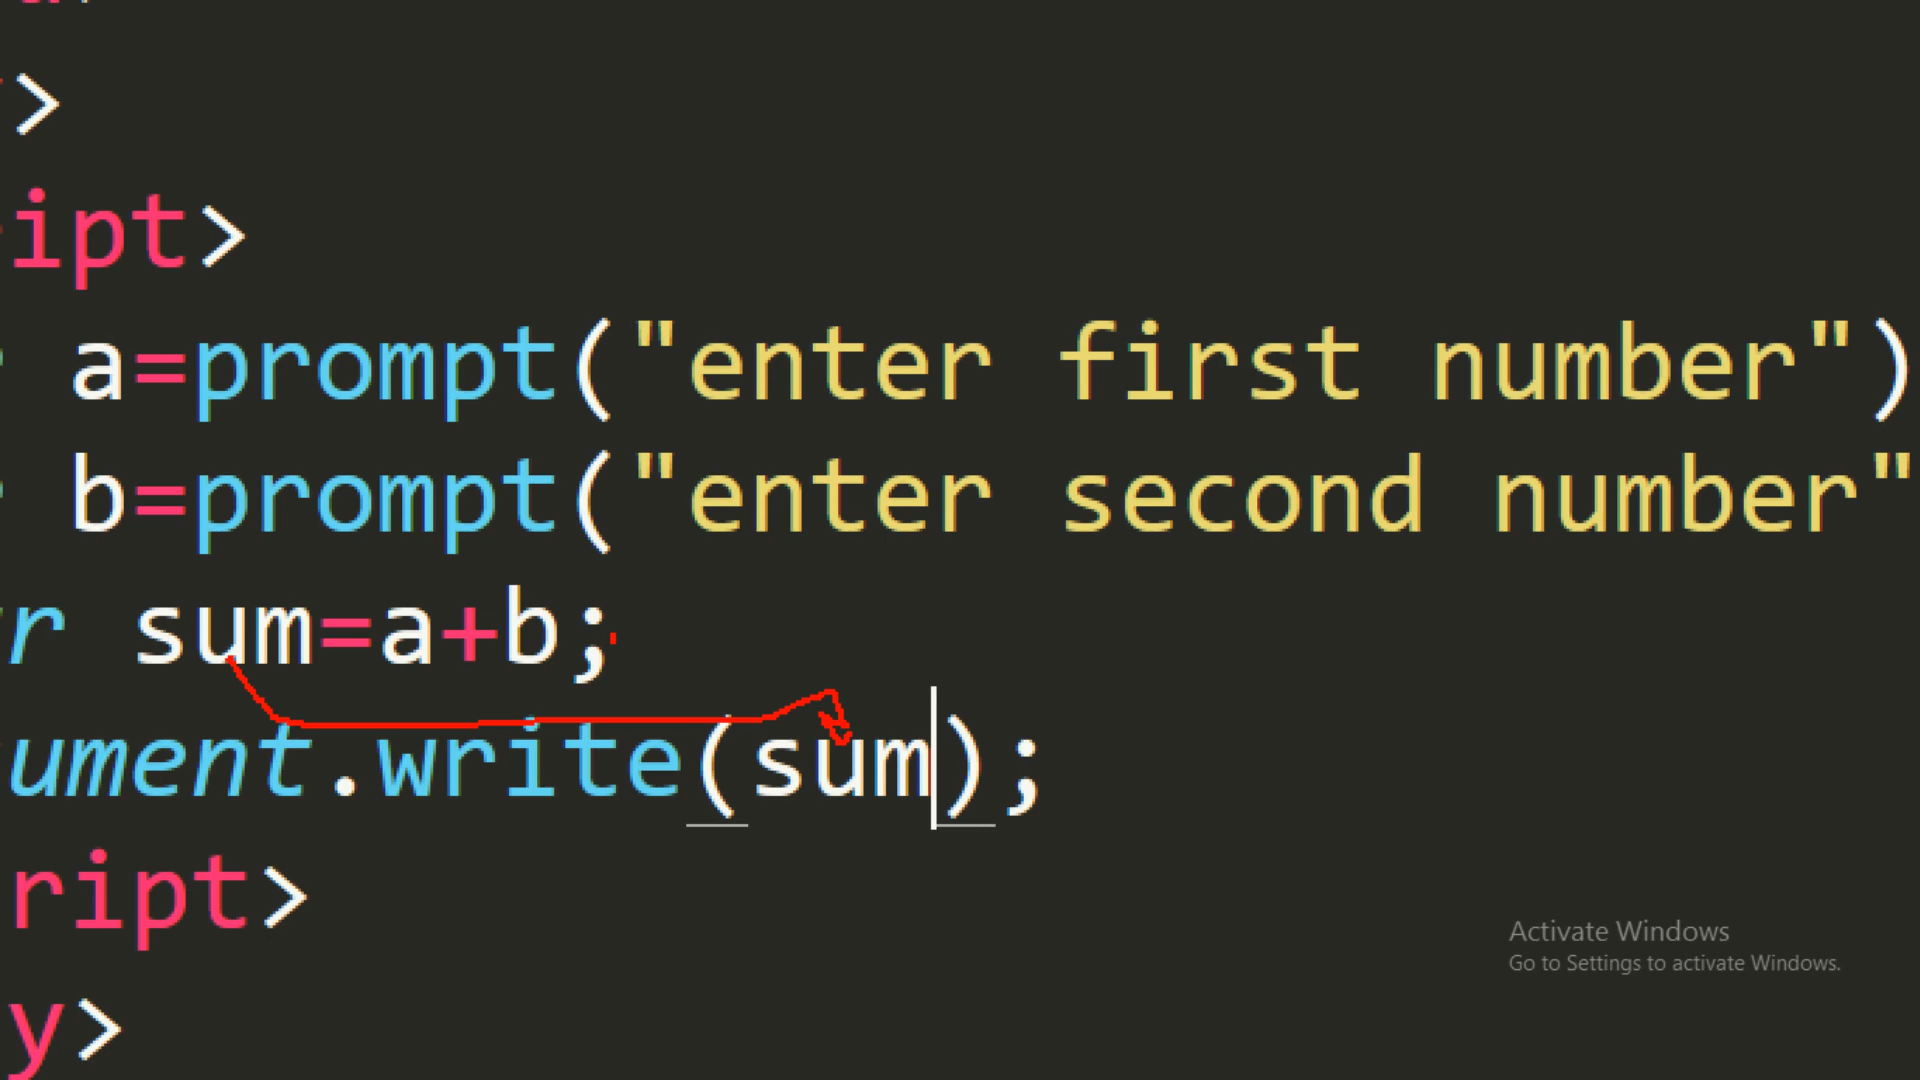 >
ipt>
a=prompt("enter first number")
b=prompt("enter second number"
r sum=a+b;
ument.write(sum);
ript>
y>
Activate Windows
Go to Settings to activate Windows.